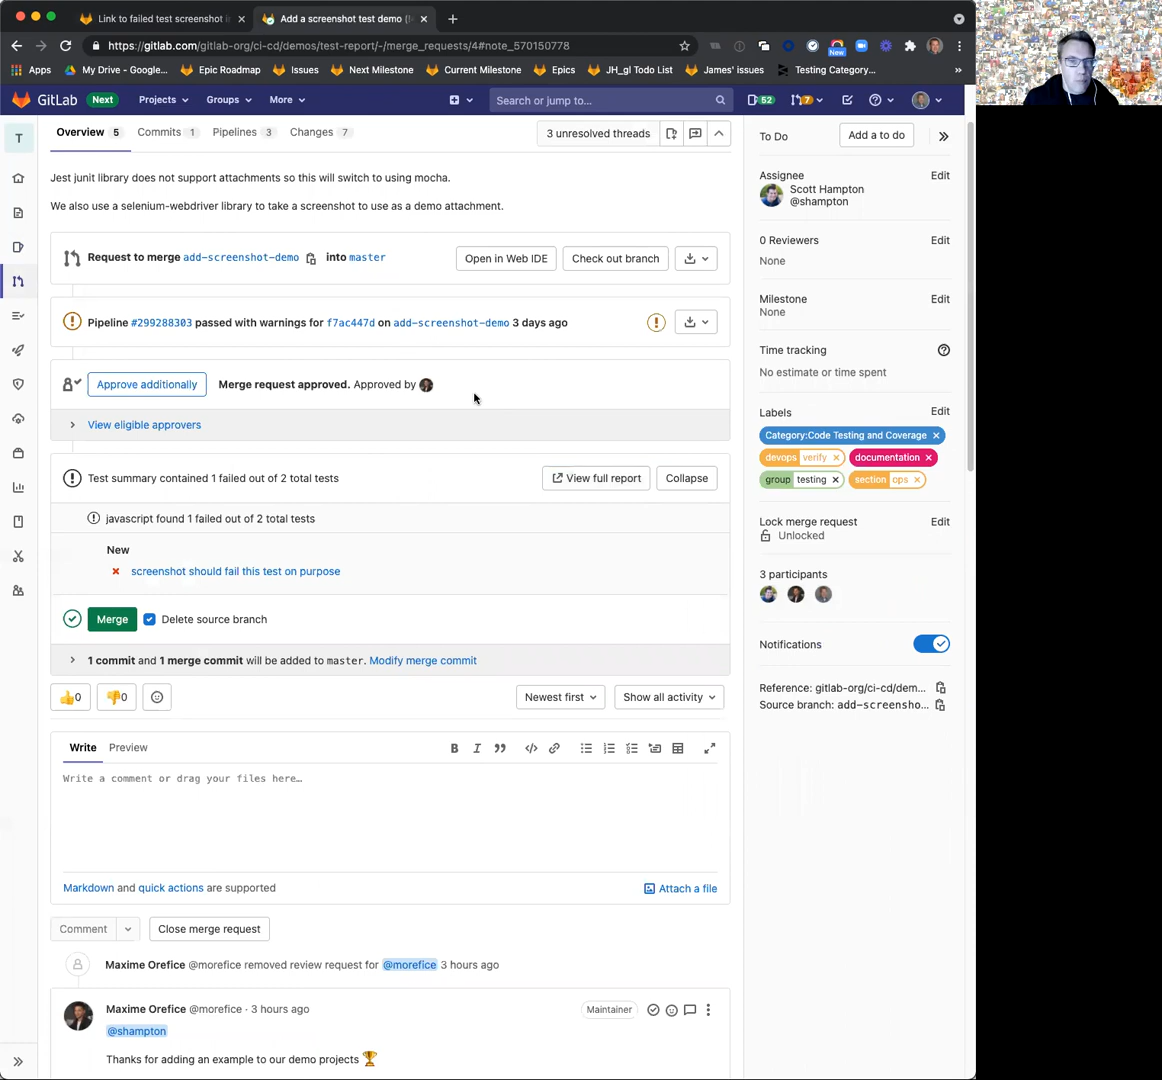 Link to failed test screenshot i
Add a screenshot test demo (!
https://gitlab.com/gitlab-org/ci-cd/demos/test-report/-/merge_requests/4#note_570150778
New
Apps
My Drive - Google...
Epic Roadmap
Issues
Next Milestone
Current Milestone
Epics
JH_gl Todo List
James' issues
Testing Category...
»
GitLab
Next
Projects
Groups
More
Search or jump to...
52
7
T
Overview 5
Commits 1
Pipelines 3
Changes 7
3 unresolved threads
To Do
Add a to do
Jest junit library does not support attachments so this will switch to using mocha.
We also use a selenium-webdriver library to take a screenshot to use as a demo attachment.
Assignee
Edit
Scott Hampton
@shampton
0 Reviewers
Edit
None
Request to merge add-screenshot-demo into master
Open in Web IDE
Check out branch
Milestone
Edit
None
Pipeline #299288303 passed with warnings for f7ac447d on add-screenshot-demo 3 days ago
Time tracking
No estimate or time spent
Approve additionally
Merge request approved. Approved by
View eligible approvers
Labels
Edit
Category:Code Testing and Coverage
devops verify
documentation
group testing
section ops
Test summary contained 1 failed out of 2 total tests
View full report
Collapse
javascript found 1 failed out of 2 total tests
New
screenshot should fail this test on purpose
Lock merge request
Edit
Unlocked
3 participants
Merge
Delete source branch
Notifications
1 commit and 1 merge commit will be added to master. Modify merge commit
Reference: gitlab-org/ci-cd/dem...
Source branch: add-screensho...
👍0
👎0
Newest first
Show all activity
Write
Preview
B
I
Write a comment or drag your files here…
Markdown and quick actions are supported
Attach a file
Comment
Close merge request
Maxime Orefice @morefice removed review request for @morefice 3 hours ago
Maxime Orefice @morefice · 3 hours ago
Maintainer
@shampton
Thanks for adding an example to our demo projects 🏆